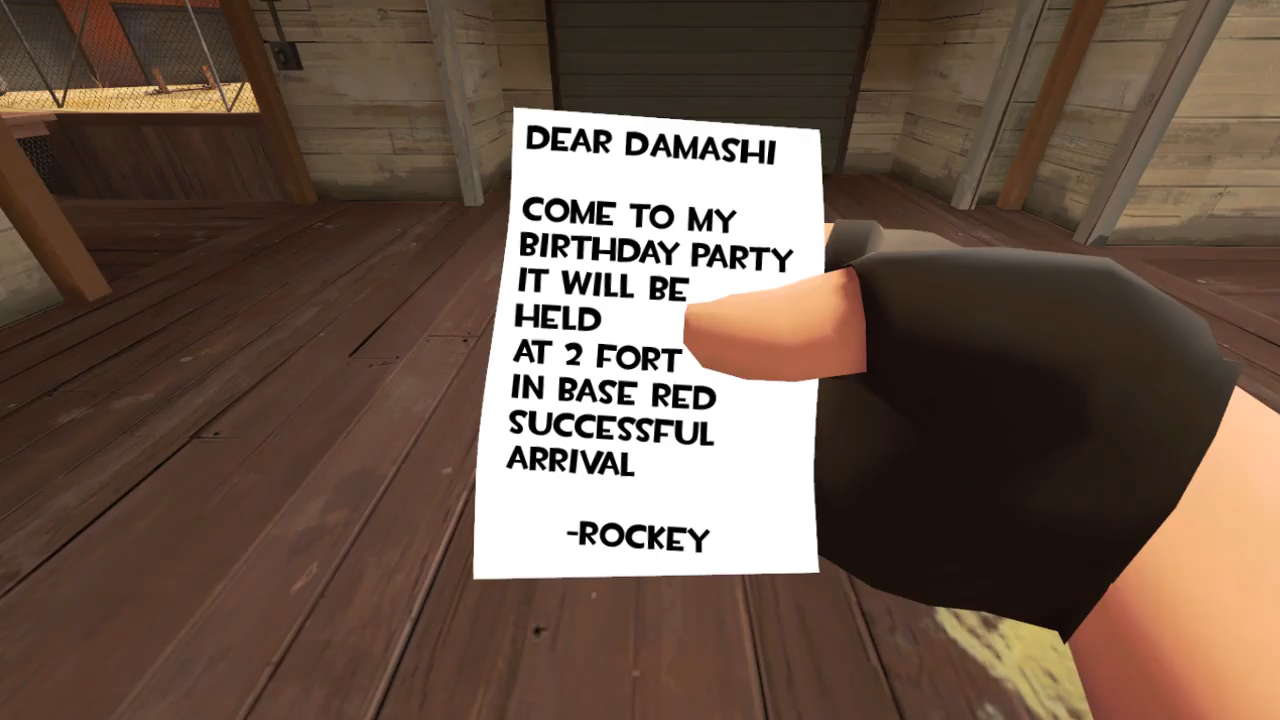 DEAR DAMASHI
COME TO MY
BIRTHDAY PARTY
IT WILL BE
HELD
AT 2 FORT
IN BASE RED
SUCCESSFUL
ARRIVAL
-ROCKEY